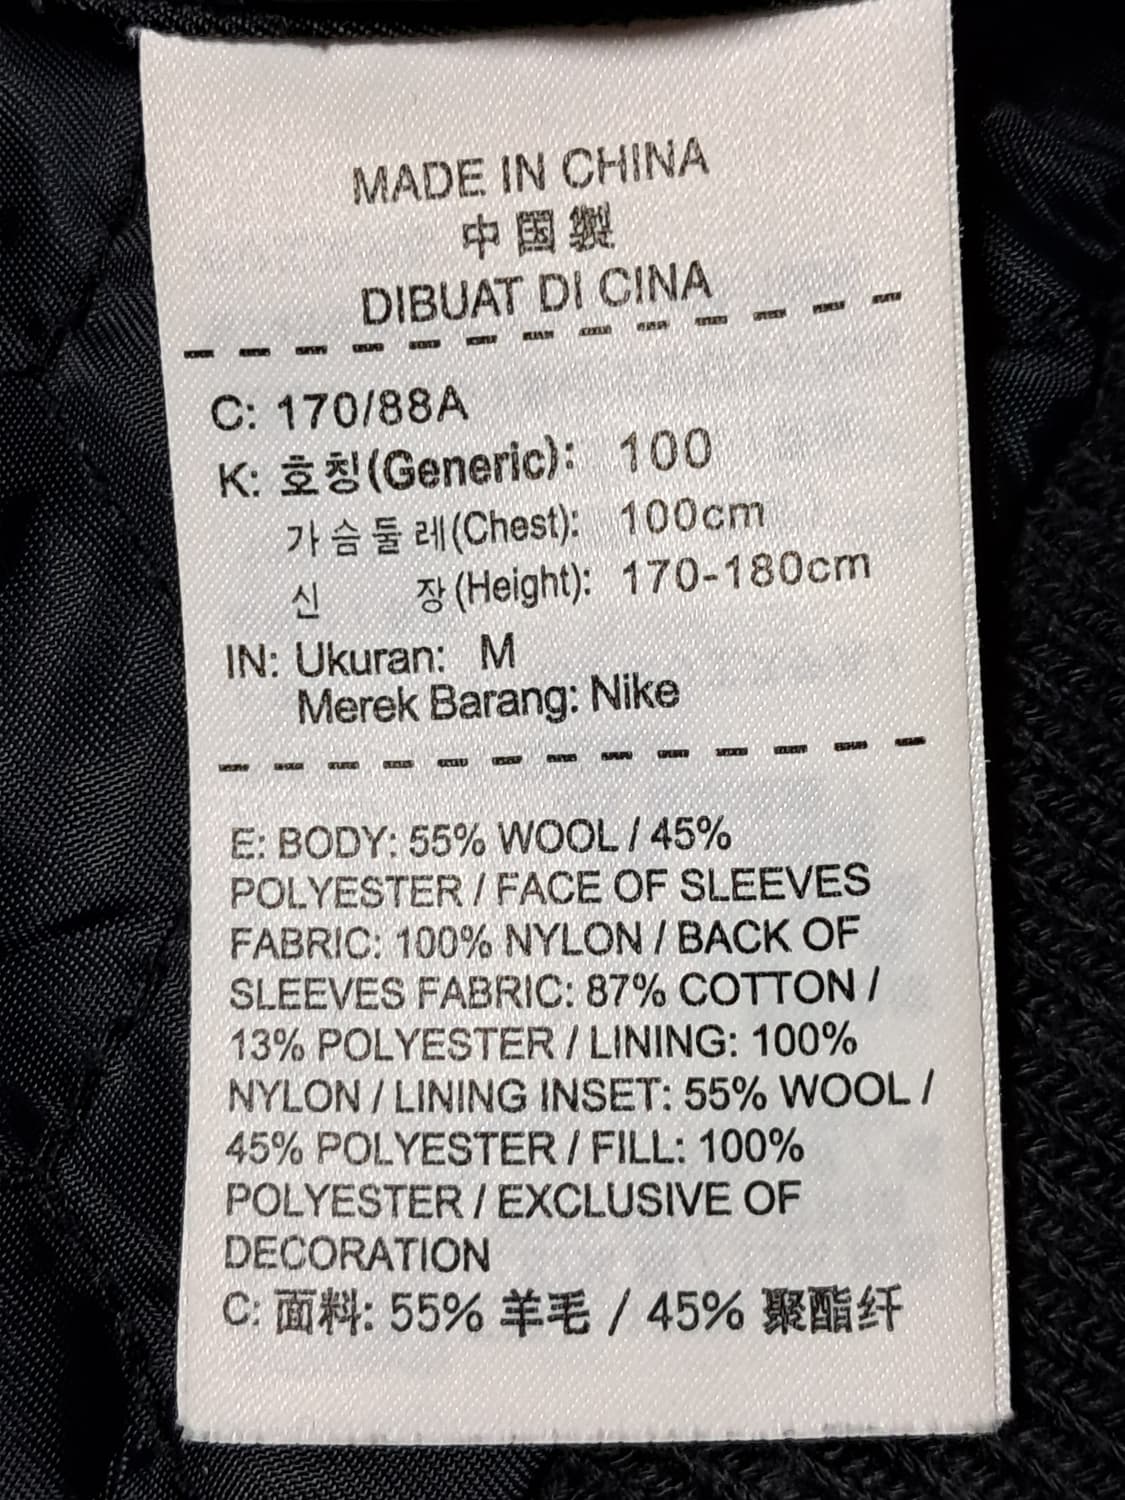 MADE IN CHINA
中国製
DIBUAT DI CINA
C: 170/88A
K: 호칭(Generic): 100
가슴둘레(Chest): 100cm
신 장(Height): 170-180cm
IN: Ukuran: M
Merek Barang: Nike
E: BODY: 55% WOOL / 45%
POLYESTER / FACE OF SLEEVES
FABRIC: 100% NYLON / BACK OF
SLEEVES FABRIC: 87% COTTON /
13% POLYESTER / LINING: 100%
NYLON / LINING INSET: 55% WOOL /
45% POLYESTER / FILL: 100%
POLYESTER / EXCLUSIVE OF
DECORATION
C: 面料: 55% 羊毛 / 45% 聚酯纤